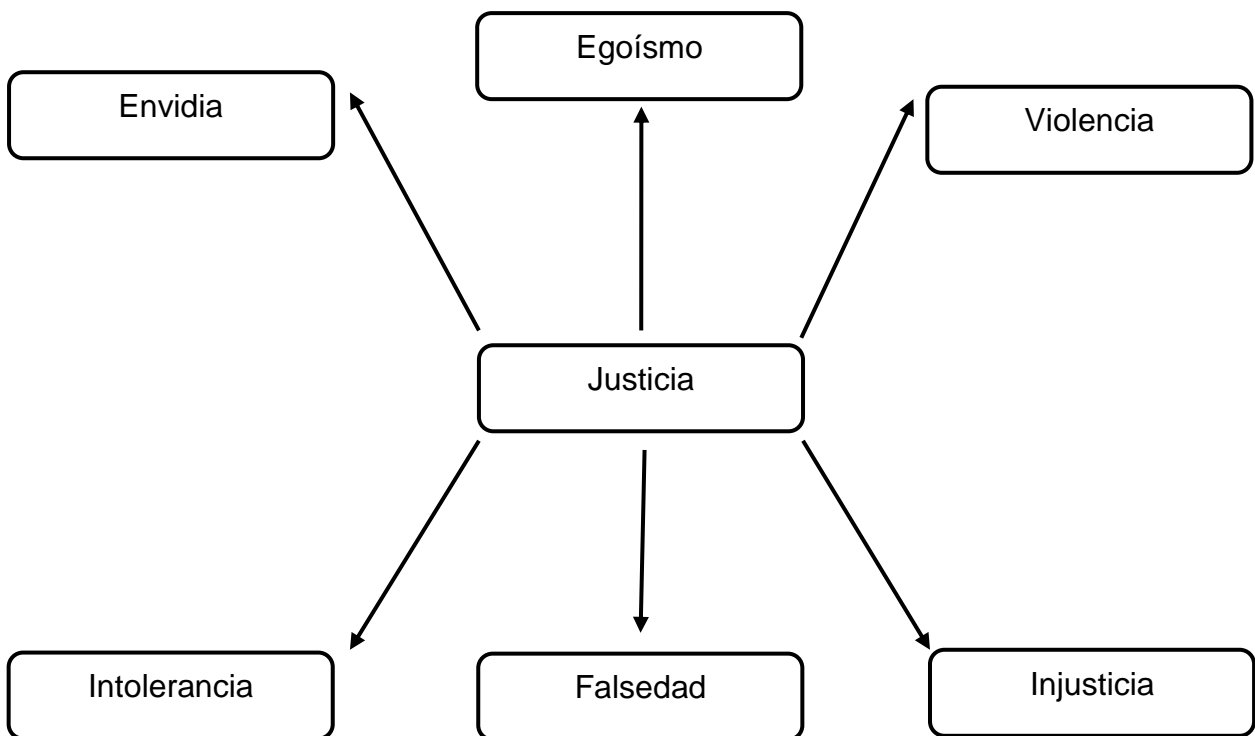 Egoísmo
Envidia
Violencia
Justicia
Intolerancia
Falsedad
Injusticia